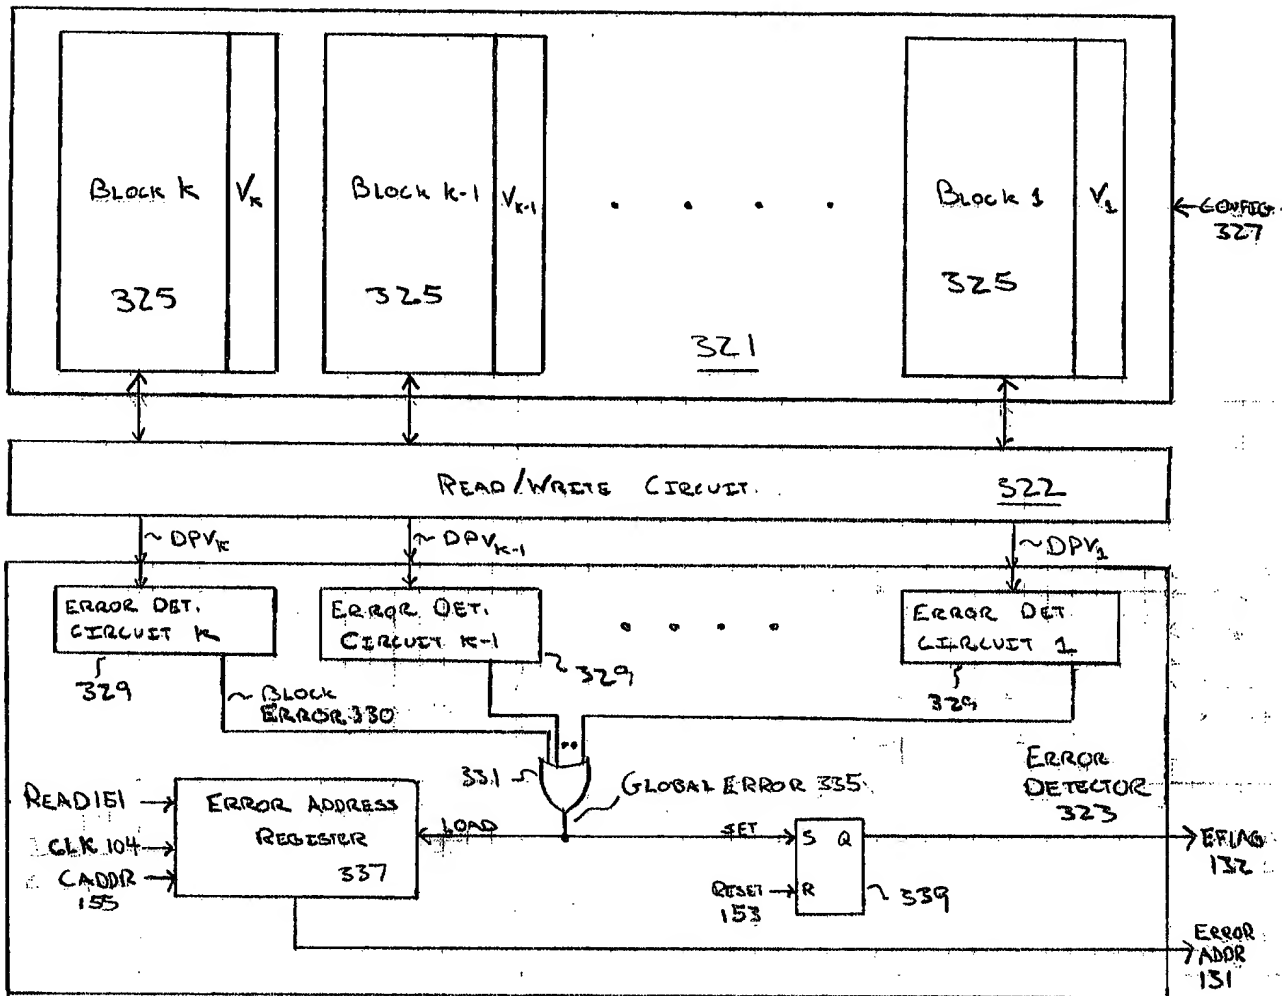 BLOCK K
VK
BLOCK K-1
VK-1
BLOCK 1
V1
325
325
325
321
CONFIG.
327
READ/WRITE CIRCUIT.
322
~DPVK
~DPVK-1
~DPV1
ERROR DET.
CIRCUIT K
329
ERROR DET.
CIRCUIT K-1
329
ERROR DET
CIRCUIT 1
329
~BLOCK
ERROR 330
331
GLOBAL ERROR 335
ERROR
DETECTOR
323
READ 151
CLK 104
CADDR
155
ERROR ADDRESS
REGISTER
337
LOAD
SET
S Q
R
RESET
153
339
EFLAG
132
ERROR
ADDR
131